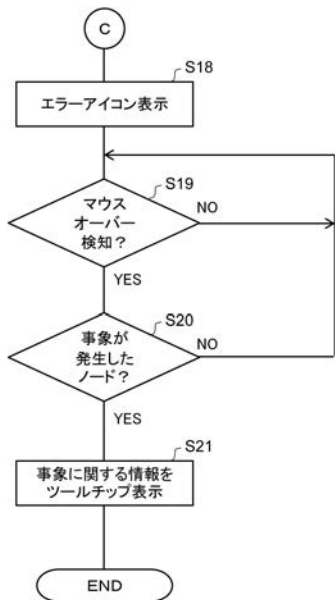 C
S18
エラーアイコン表示
S19
マウス
オーバー
検知？
NO
YES
S20
事象が
発生した
ノード？
NO
YES
S21
事象に関する情報を
ツールチップ表示
END